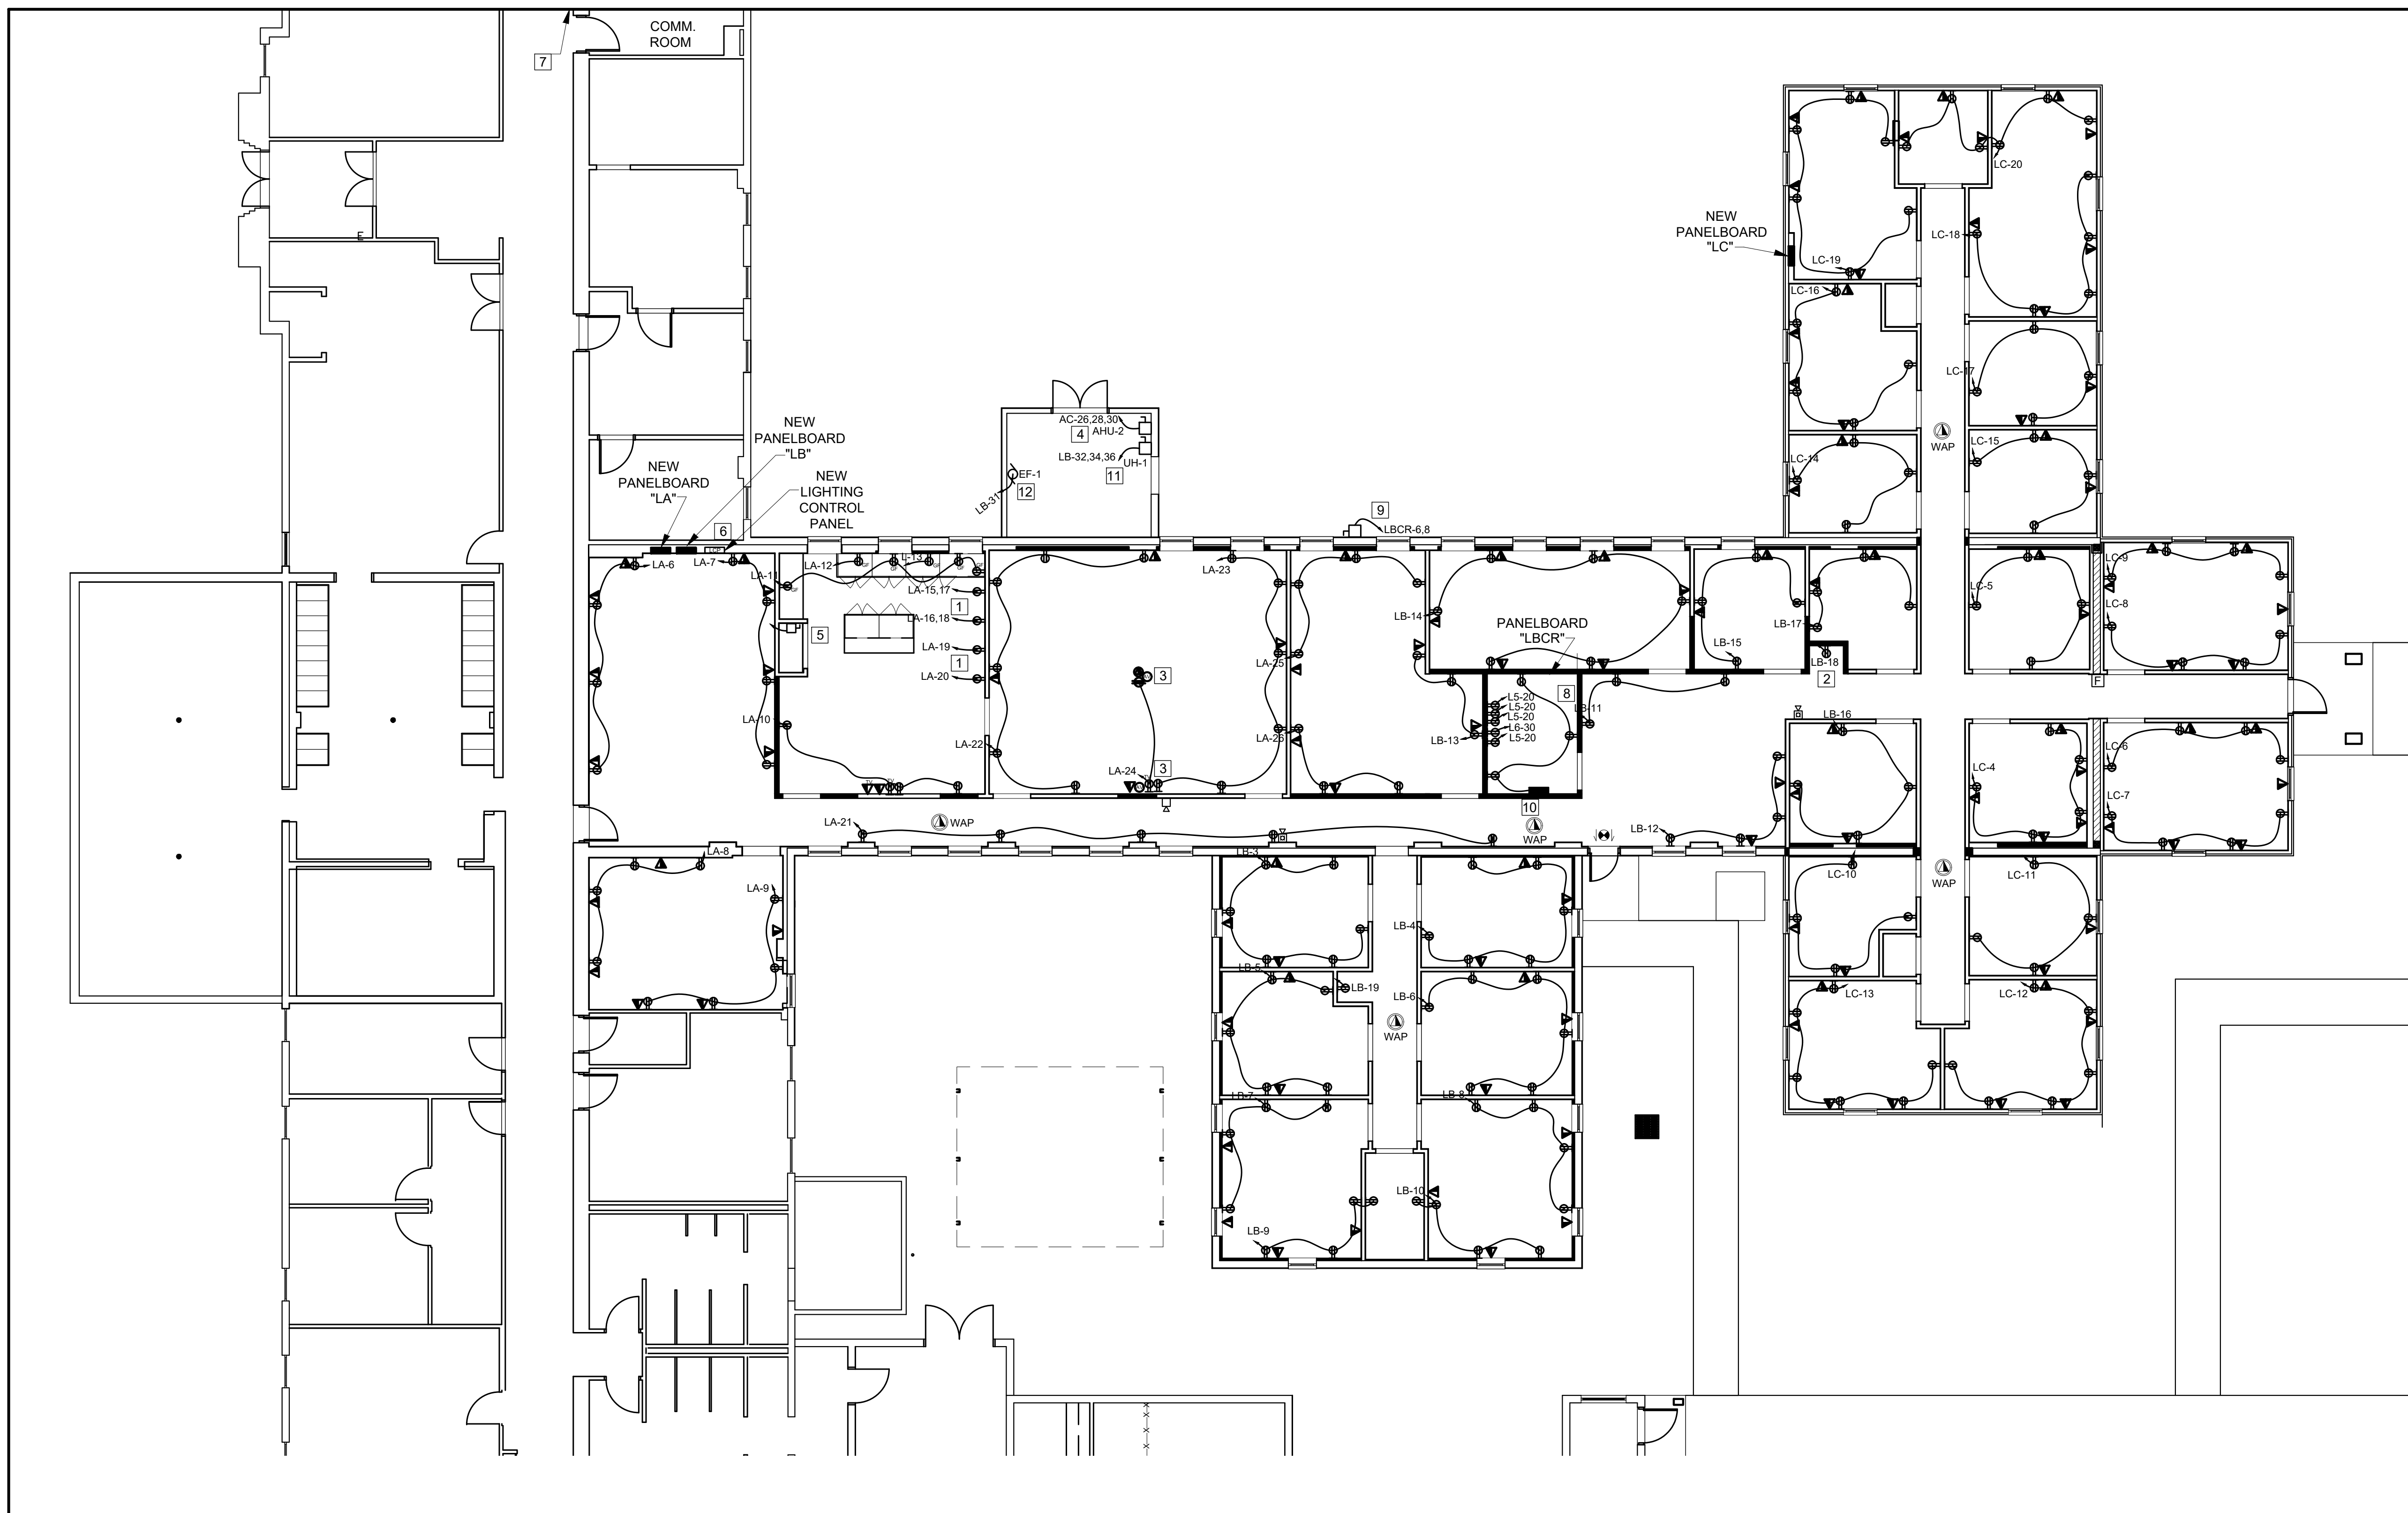 COMM.
ROOM
7
NEW
PANELBOARD
"LC"
LC-20
LC-18
LC-19
LC-16
LC-17
LC-15
LC-14
WAP
E
AC-26,28,30
4
AHU-2
LB-32,34,36
UH-1
11
EF-1
12
LB-31
NEW
PANELBOARD
"LB"
NEW
PANELBOARD
"LA"
NEW
LIGHTING
CONTROL
PANEL
6
LCP
9
LBCR-6,8
LA-6
LA-7
LA-11
LA-12
GF
LA-15,17
1
LA-16,18
LA-19
1
LA-20
5
LA-10
TV
LA-23
LA-25
LA-26
LA-22
3
LA-24
3
LB-14
PANELBOARD
"LBCR"
LB-15
LB-17
LB-18
2
LB-13
L5-20
L5-20
L5-20
L6-30
L5-20
8
LB-11
10
LB-16
LC-5
LC-9
LC-8
F
LC-4
LC-6
LC-7
LA-21
WAP
WAP
LB-12
LA-8
LA-9
LB-3
LB-4
LB-5
LB-19
LB-6
WAP
LB-7
LB-8
LB-10
LB-9
LC-10
LC-11
WAP
LC-13
LC-12